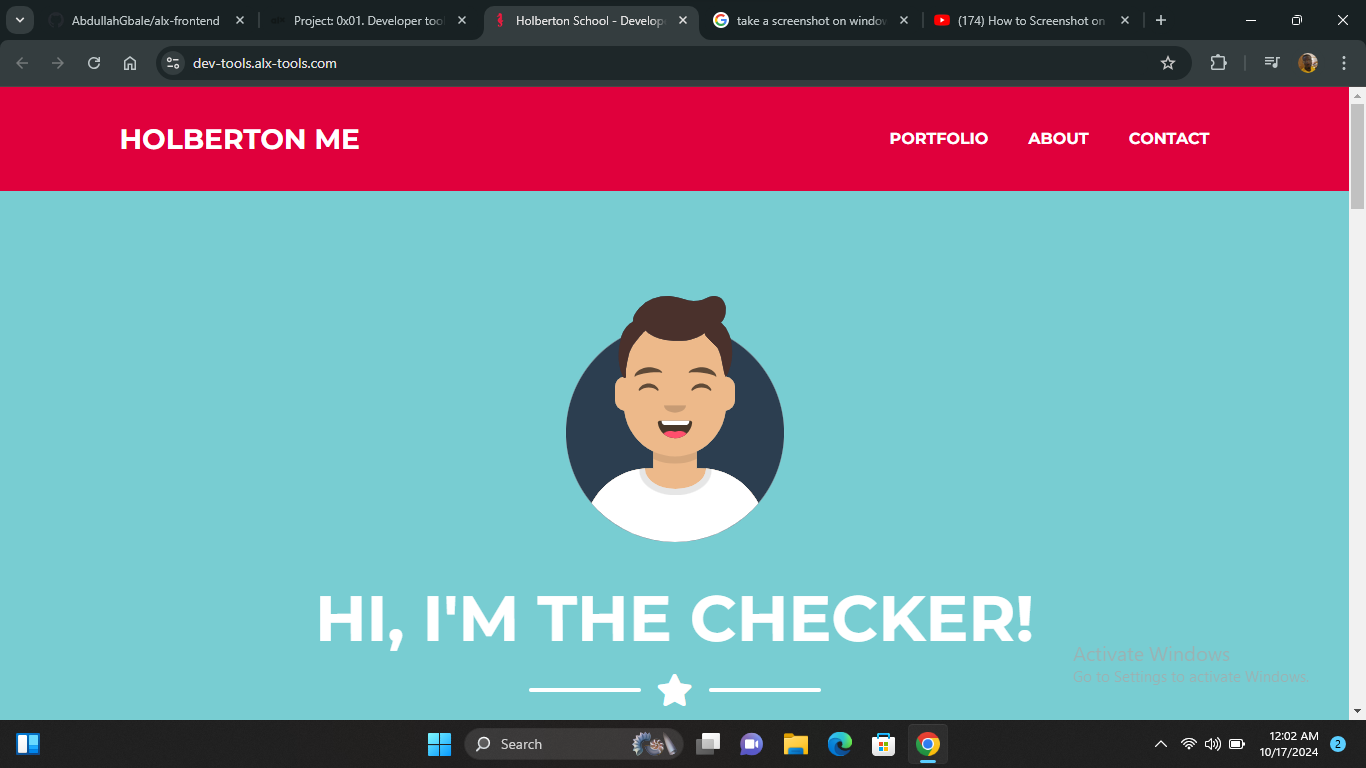 AbdullahGbale/alx-frontend
Project: 0x01. Developer tool
Holberton School - Develope
take a screenshot on window
(174) How to Screenshot on
dev-tools.alx-tools.com
HOLBERTON ME
PORTFOLIO
ABOUT
CONTACT
HI, I'M THE CHECKER!
Activate Windows
Go to Settings to activate Windows.
Search
12:02 AM
10/17/2024
2